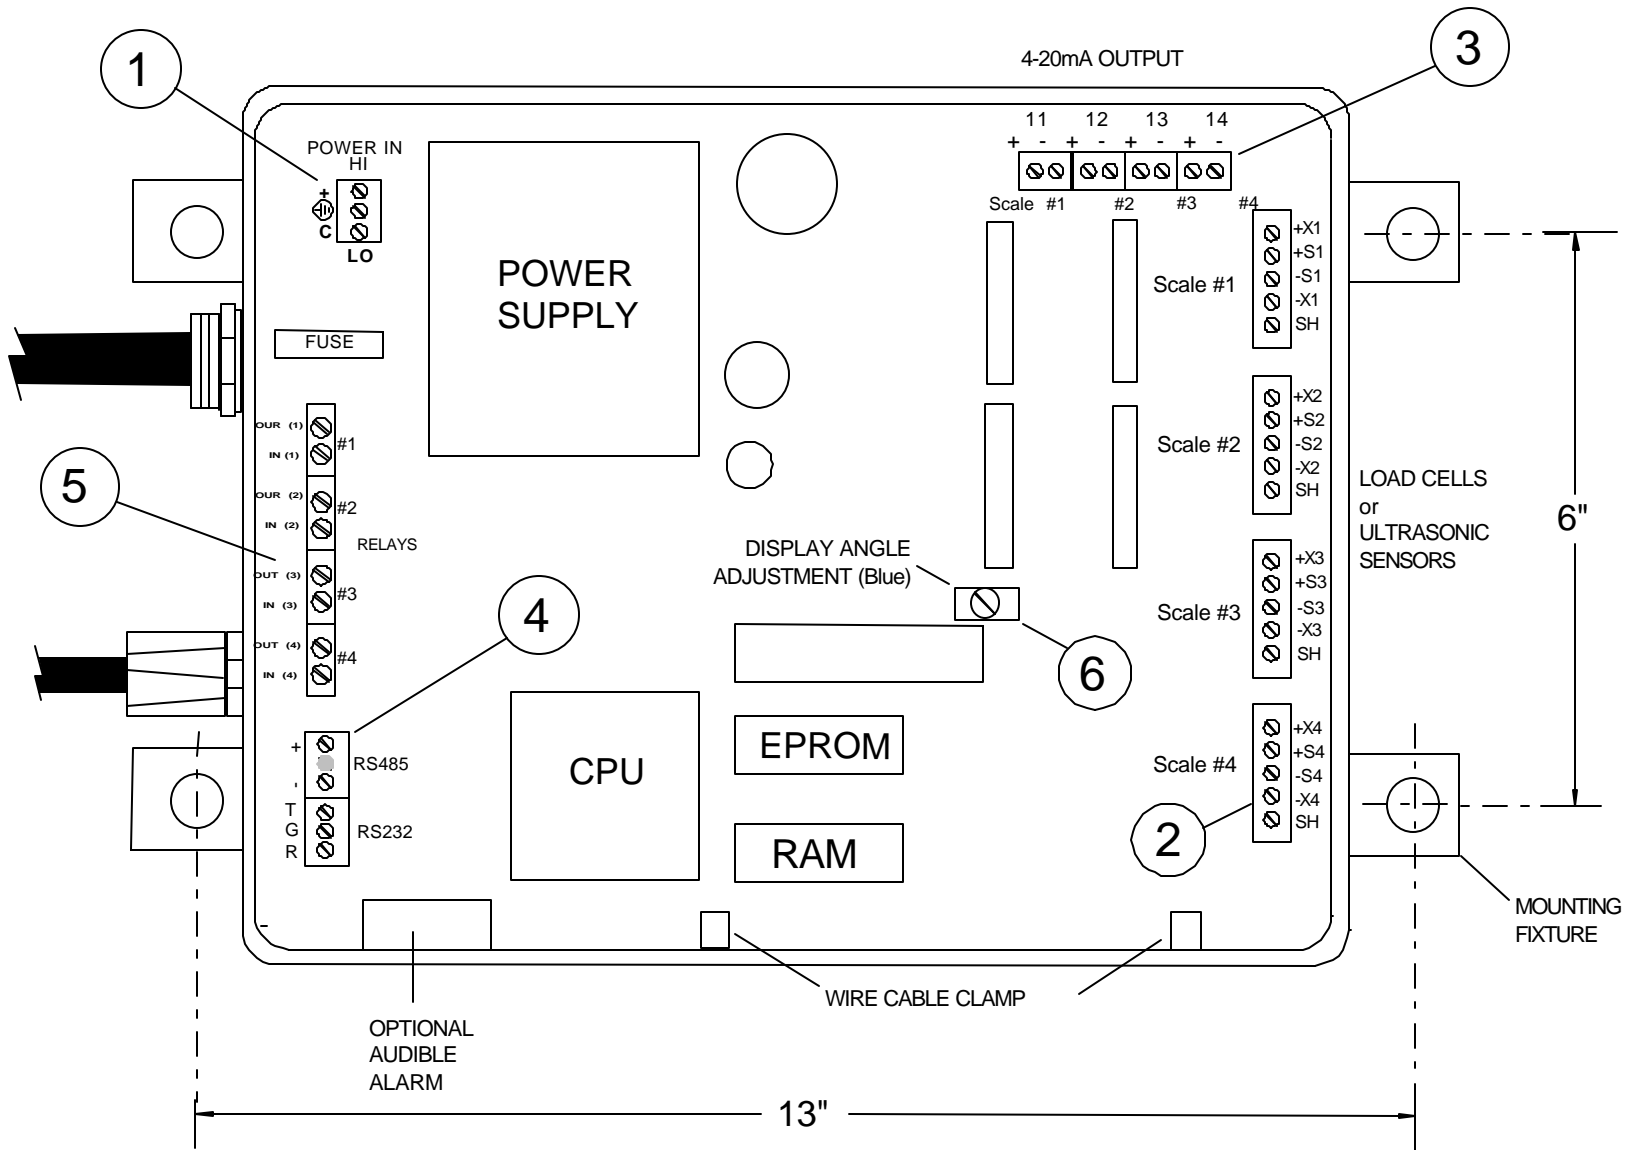 1
4-20mA OUTPUT
3
11 12 13 14
+ - + - + - + -
Scale #1 #2 #3 #4
POWER IN
HI
+
C
LO
POWER
SUPPLY
FUSE
Scale #1
+X1
+S1
-S1
-X1
SH
OUR (1)
IN (1)
#1
OUR (2)
IN (2)
#2
RELAYS
OUT (3)
IN (3)
#3
OUT (4)
IN (4)
#4
5
Scale #2
+X2
+S2
-S2
-X2
SH
LOAD CELLS
or
ULTRASONIC
SENSORS
6"
DISPLAY ANGLE
ADJUSTMENT (Blue)
Scale #3
+X3
+S3
-S3
-X3
SH
4
6
+
-
RS485
T
G
R
RS232
CPU
EPROM
RAM
Scale #4
+X4
+S4
-S4
-X4
SH
2
MOUNTING
FIXTURE
WIRE CABLE CLAMP
OPTIONAL
AUDIBLE
ALARM
13"